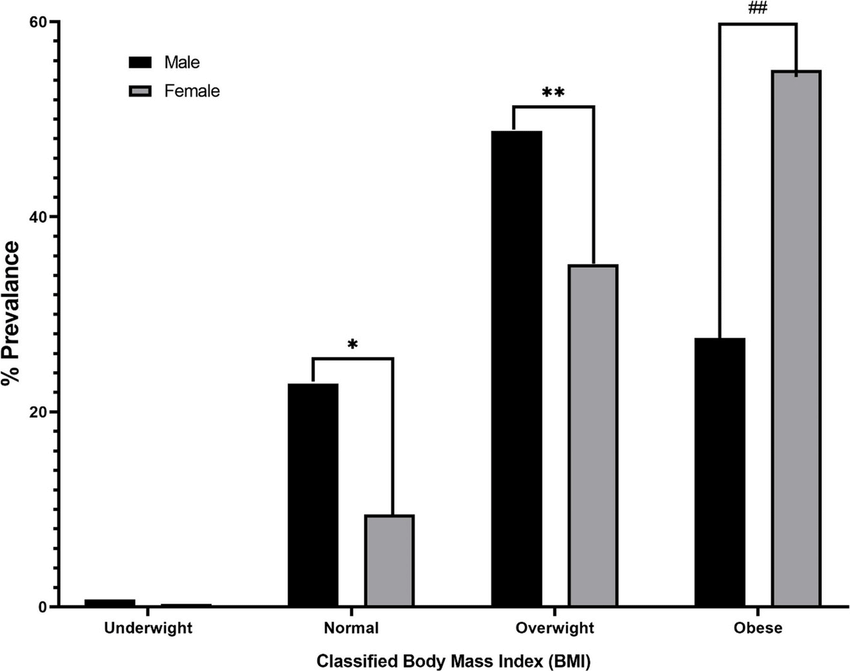 ##
60
Male
Female
**
40
% Prevalance
*
20
0
Underwight Normal Overwight Obese
Classified Body Mass Index (BMI)